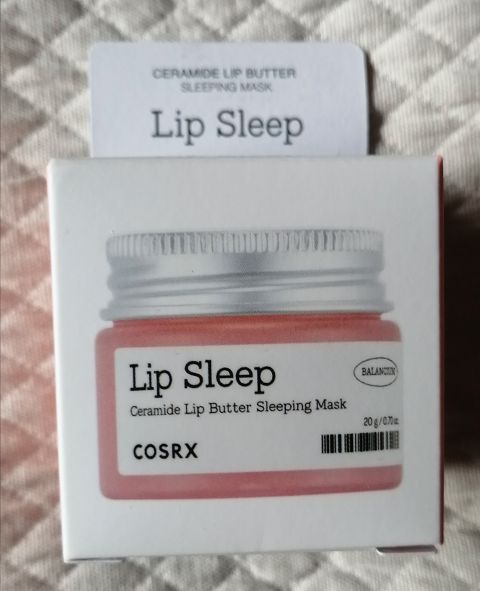 CERAMIDE LIP BUTTER
SLEEPING MASK
Lip Sleep
Lip Sleep
BALANCIUM
Ceramide Lip Butter Sleeping Mask
20 g / 0.70 oz.
COSRX